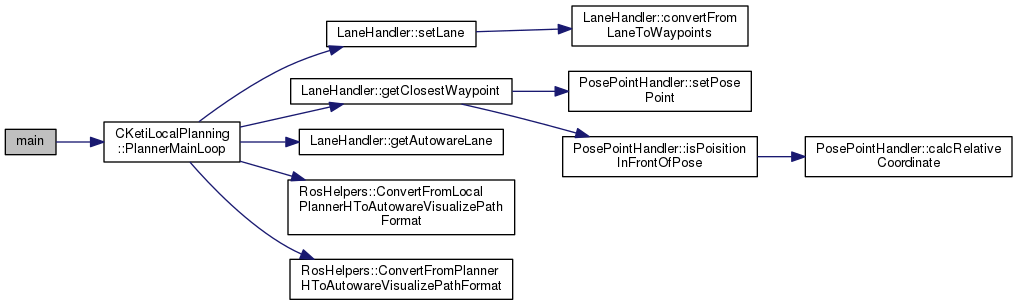 main
CKetiLocalPlanning
::PlannerMainLoop
LaneHandler::setLane
LaneHandler::convertFrom
LaneToWaypoints
LaneHandler::getClosestWaypoint
PosePointHandler::setPose
Point
PosePointHandler::isPoisition
InFrontOfPose
PosePointHandler::calcRelative
Coordinate
LaneHandler::getAutowareLane
RosHelpers::ConvertFromLocal
PlannerHToAutowareVisualizePath
Format
RosHelpers::ConvertFromPlanner
HToAutowareVisualizePathFormat